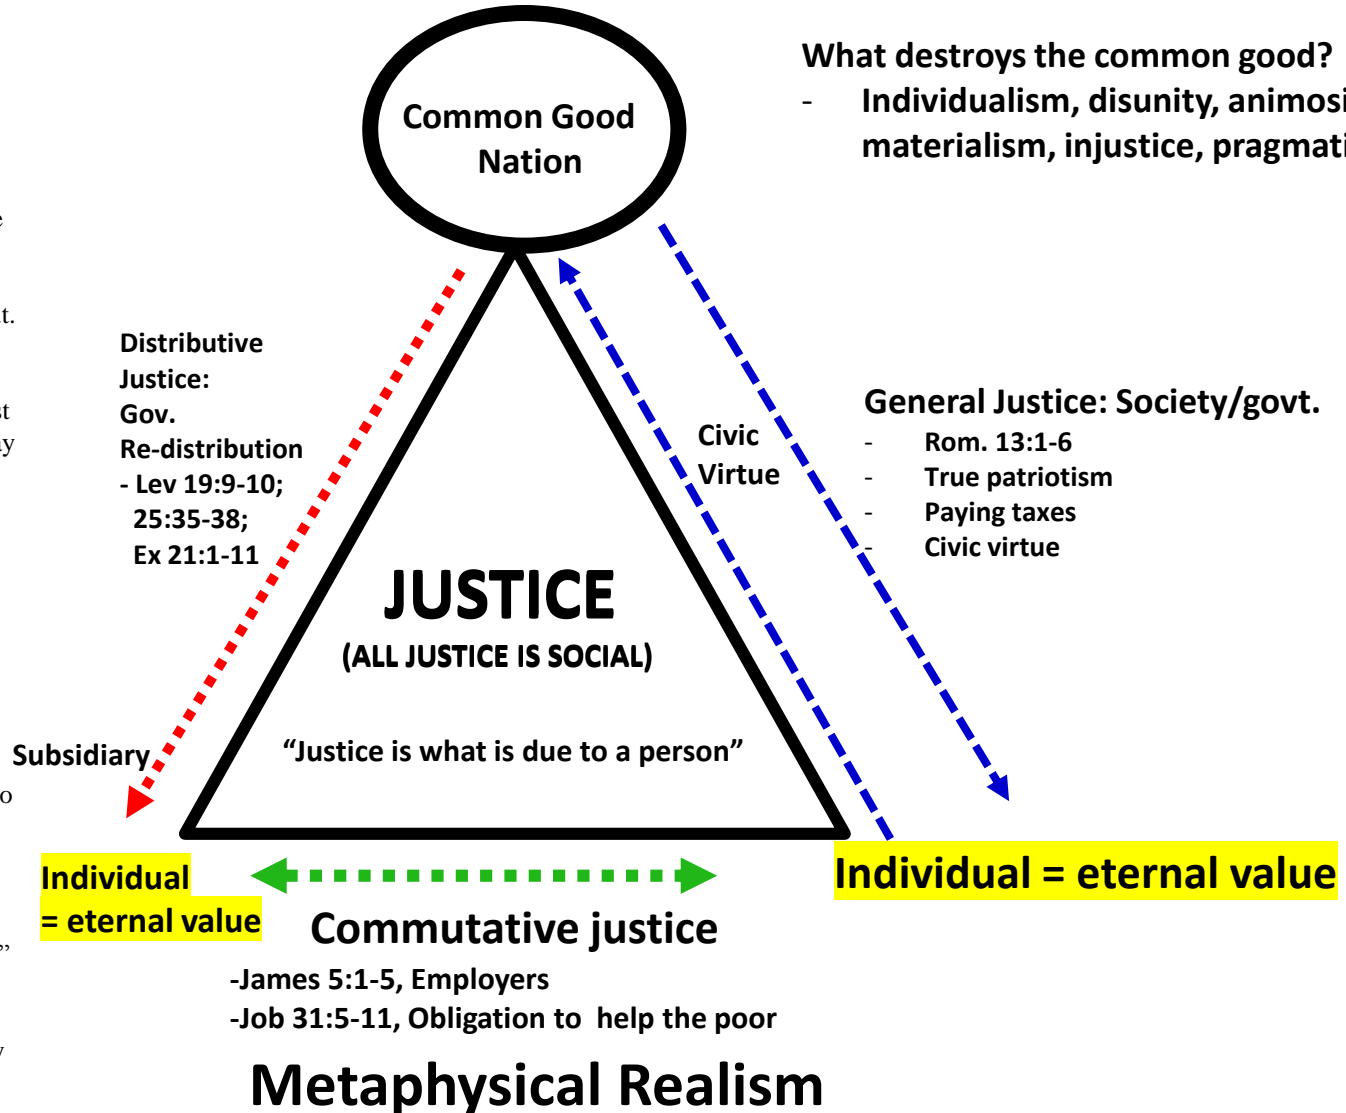 Common Good
Nation
What destroys the common good?
- Individualism, disunity,
materialism, injustice,
Distributive
Justice:
Gov.
Re-distribution
- Lev 19:9-10;
25:35-38;
Ex 21:1-11
Civic
Virtue
General Justice: Society/govt.
- Rom. 13:1-6
- True patriotism
- Paying taxes
- Civic virtue
JUSTICE
(ALL JUSTICE IS SOCIAL)
“Justice is what is due to a person”
Subsidiary
Individual
= eternal value
Individual = eternal value
Commutative justice
-James 5:1-5, Employers
-Job 31:5-11, Obligation to help the poor
Metaphysical Realism